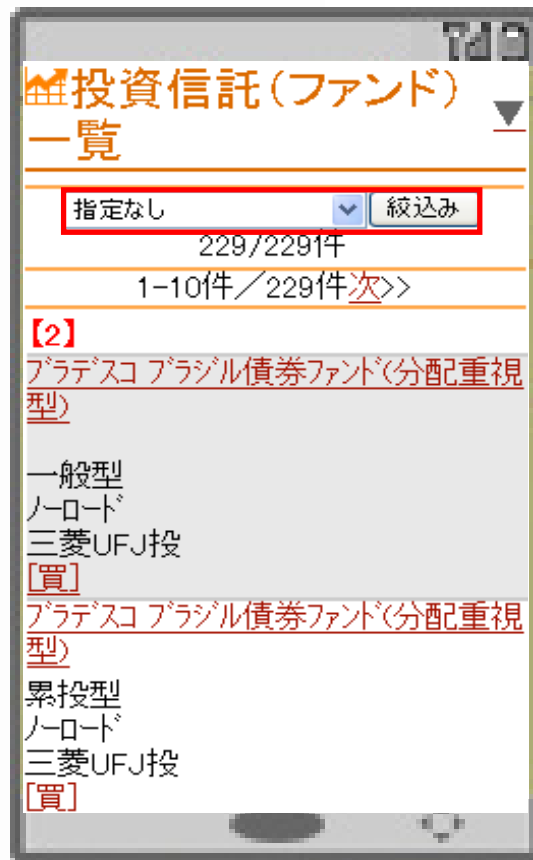 投資信託(ファンド)
一覧
▼
指定なし 絞込み
229/229件
1-10件/229件次>>
【2】
ブラデスコ ブラジル債券ファンド(分配重視
型)
一般型
ノーロード
三菱UFJ投
[買]
ブラデスコ ブラジル債券ファンド(分配重視
型)
累投型
ノーロード
三菱UFJ投
[買]